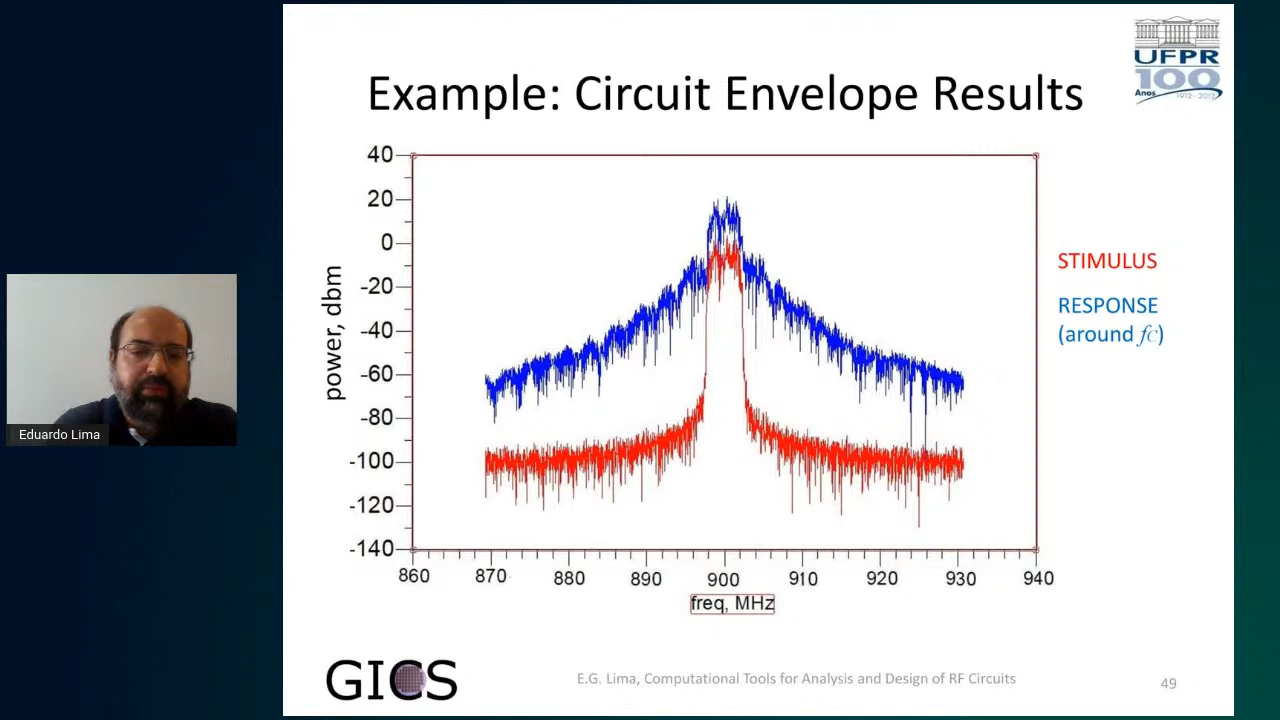 Example: Circuit Envelope Results
UFPR
100
Anos
1912-2012
40
20
0
-20
-40
-60
-80
-100
-120
-140
power, dbm
860 870 880 890 900 910 920 930 940
freq, MHz
STIMULUS
RESPONSE
(around fc)
Eduardo Lima
GICS
E.G. Lima, Computational Tools for Analysis and Design of RF Circuits
49